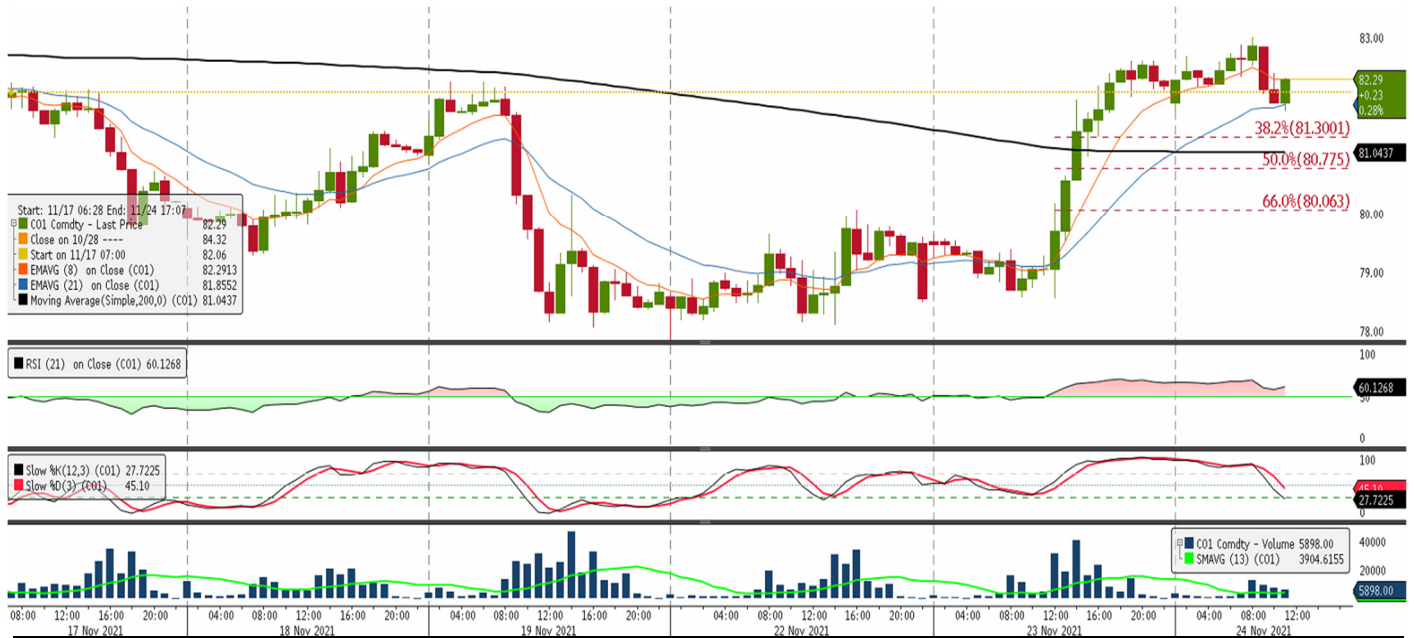 83.00
82.29
+0.23
0.28%
38.2%(81.3001)
81.0437
50.0%(80.775)
66.0%(80.063)
80.00
79.00
78.00
Start: 11/17 06:28 End: 11/24 17:07
CO1 Comdty - Last Price 82.29
Close on 10/28 ---- 84.32
Start on 11/17 07:00 82.06
EMAVG (8) on Close (CO1) 82.2913
EMAVG (21) on Close (CO1) 81.8552
Moving Average(Simple,200,0) (CO1) 81.0437
RSI (21) on Close (CO1) 60.1268
100
60.1268
50
0
Slow %K(12,3) (CO1) 27.7225
Slow %D(3) (CO1) 45.10
100
45.10
27.7225
0
CO1 Comdty - Volume 5898.00
SMAVG (13) (CO1) 3904.6155
40000
20000
5898.00
08:00 12:00 16:00 20:00 04:00 08:00 12:00 16:00 20:00 04:00 08:00 12:00 16:00 20:00 04:00 08:00 12:00 16:00 20:00 04:00 08:00 12:00 16:00 20:00 04:00 08:00 12:00
17 Nov 2021 18 Nov 2021 19 Nov 2021 22 Nov 2021 23 Nov 2021 24 Nov 2021